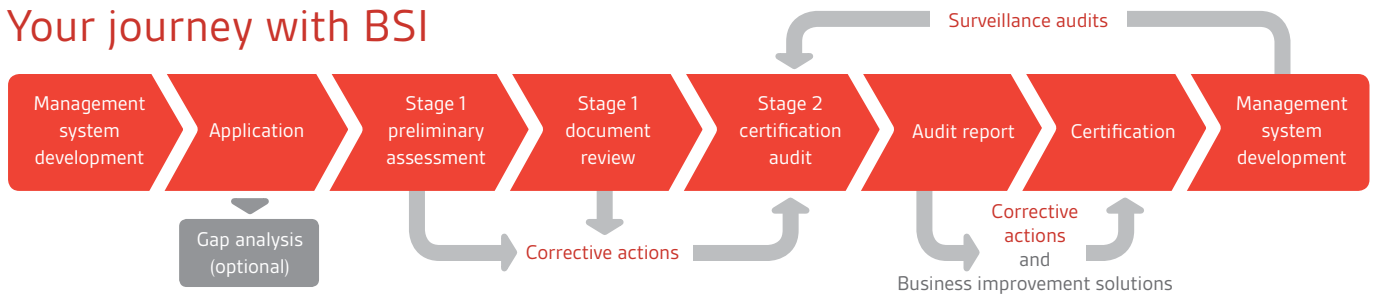 Your journey with BSI
Surveillance audits
Management
system
development
Application
Stage 1
preliminary
assessment
Stage 1
document
review
Stage 2
certification
audit
Audit report
Certification
Management
system
development
Gap analysis
(optional)
Corrective actions
Corrective
actions
and
Business improvement solutions